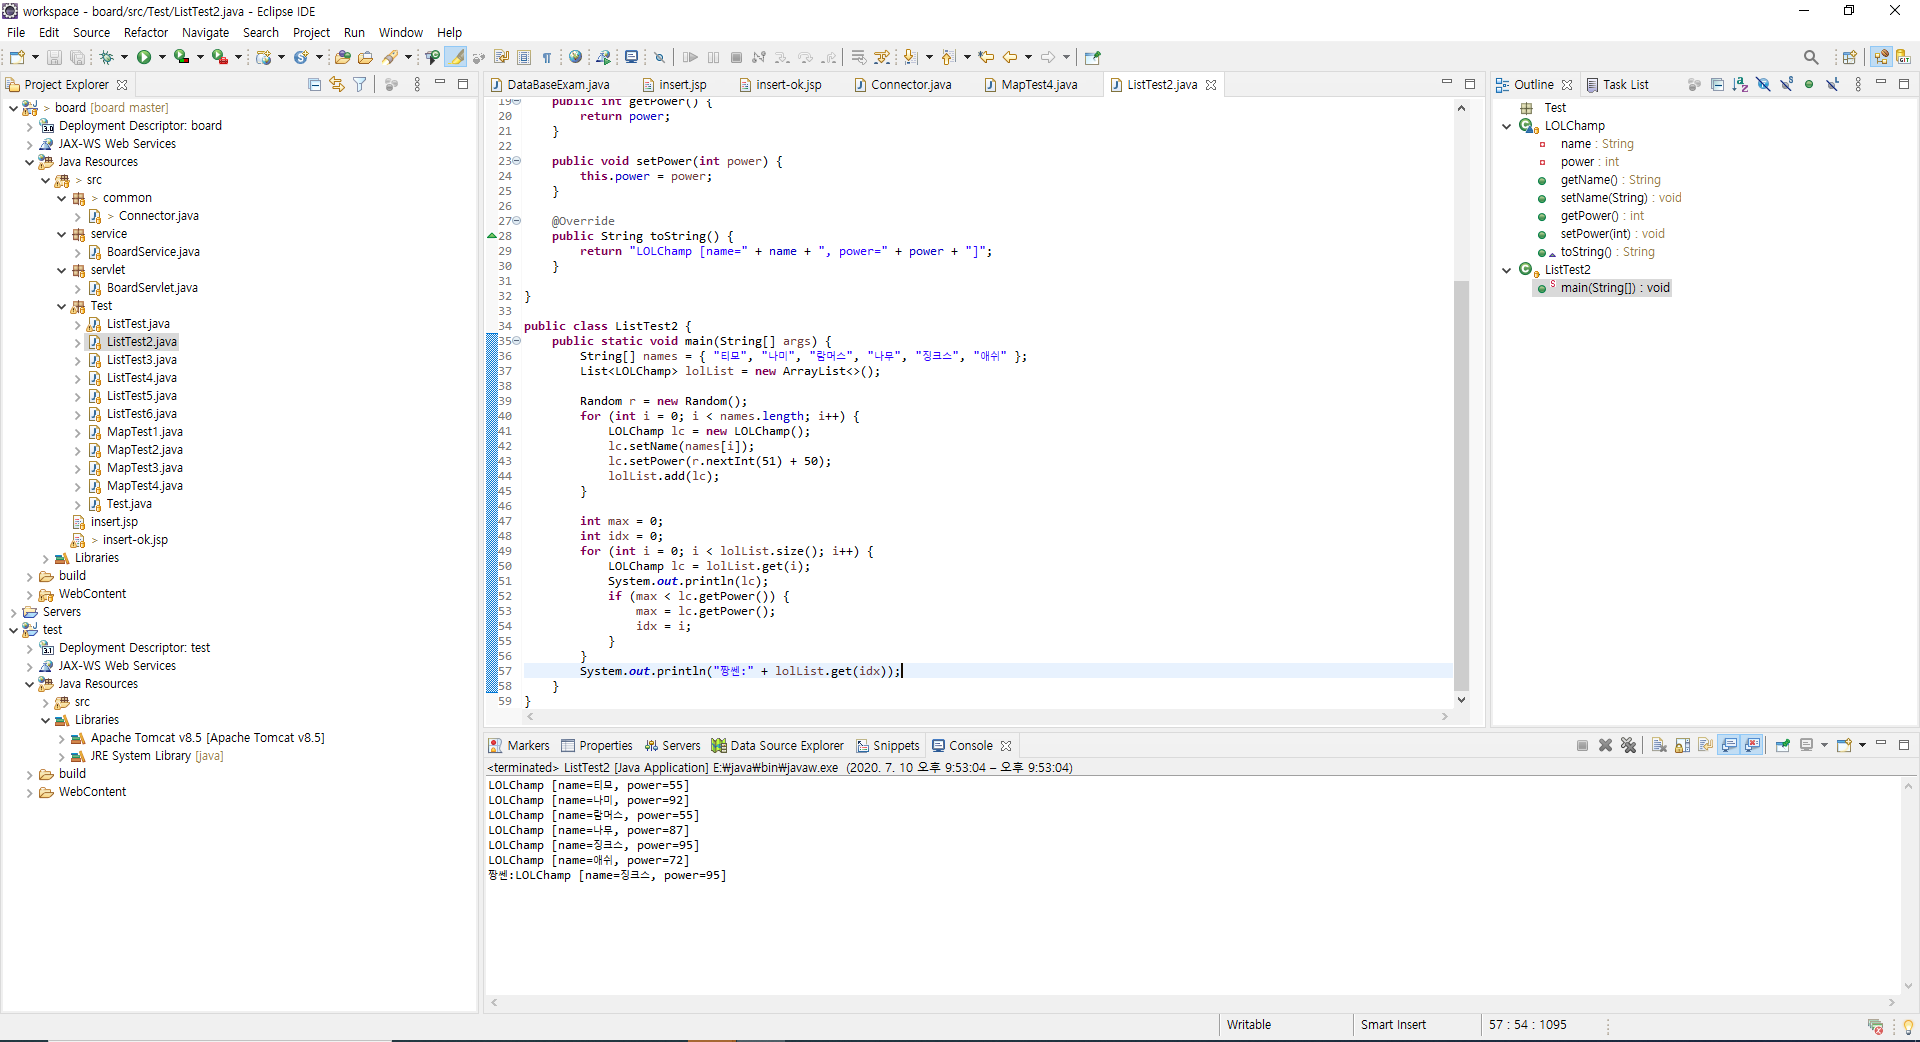 workspace - board/src/Test/ListTest2.java - Eclipse IDE
File Edit Source Refactor Navigate Search Project Run Window Help
Project Explorer
board [board master]
Deployment Descriptor: board
JAX-WS Web Services
Java Resources
> src
> common
> Connector.java
service
BoardService.java
servlet
BoardServlet.java
Test
ListTest.java
ListTest2.java
ListTest3.java
ListTest4.java
ListTest5.java
ListTest6.java
MapTest1.java
MapTest2.java
MapTest3.java
MapTest4.java
Test.java
insert.jsp
> insert-ok.jsp
Libraries
build
WebContent
Servers
test
Deployment Descriptor: test
JAX-WS Web Services
Java Resources
src
Libraries
Apache Tomcat v8.5 [Apache Tomcat v8.5]
JRE System Library [java]
build
WebContent
DataBaseExam.java insert.jsp insert-ok.jsp Connector.java MapTest4.java ListTest2.java
19 public int getPower() {
20 return power;
21 }
22
23 public void setPower(int power) {
24 this.power = power;
25 }
26
27 @Override
28 public String toString() {
29 return "LOLChamp [name=" + name + ", power=" + power + "]";
30 }
31
32 }
33
34 public class ListTest2 {
35 public static void main(String[] args) {
36 String[] names = { "티모", "나미", "람머스", "나무", "징크스", "애쉬" };
37 List<LOLChamp> lolList = new ArrayList<>();
38
39 Random r = new Random();
40 for (int i = 0; i < names.length; i++) {
41 LOLChamp lc = new LOLChamp();
42 lc.setName(names[i]);
43 lc.setPower(r.nextInt(51) + 50);
44 lolList.add(lc);
45 }
46
47 int max = 0;
48 int idx = 0;
49 for (int i = 0; i < lolList.size(); i++) {
50 LOLChamp lc = lolList.get(i);
51 System.out.println(lc);
52 if (max < lc.getPower()) {
53 max = lc.getPower();
54 idx = i;
55 }
56 }
57 System.out.println("짱쎈:" + lolList.get(idx));
58 }
59 }
Outline Task List
Test
LOLChamp
name : String
power : int
getName() : String
setName(String) : void
getPower() : int
setPower(int) : void
toString() : String
ListTest2
main(String[]) : void
Markers Properties Servers Data Source Explorer Snippets Console
<terminated> ListTest2 [Java Application] E:₩java₩bin₩javaw.exe (2020. 7. 10 오후 9:53:04 – 오후 9:53:04)
LOLChamp [name=티모, power=55]
LOLChamp [name=나미, power=92]
LOLChamp [name=람머스, power=55]
LOLChamp [name=나무, power=87]
LOLChamp [name=징크스, power=95]
LOLChamp [name=애쉬, power=72]
짱쎈:LOLChamp [name=징크스, power=95]
Writable Smart Insert 57 : 54 : 1095